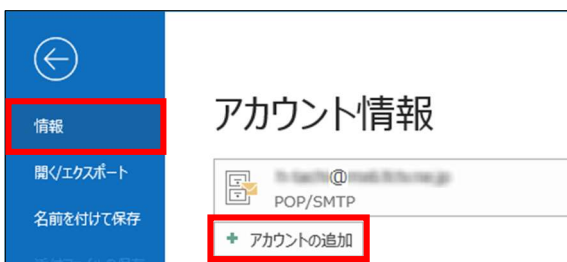 情報
開く/エクスポート
名前を付けて保存
アカウント情報
@
POP/SMTP
+ アカウントの追加